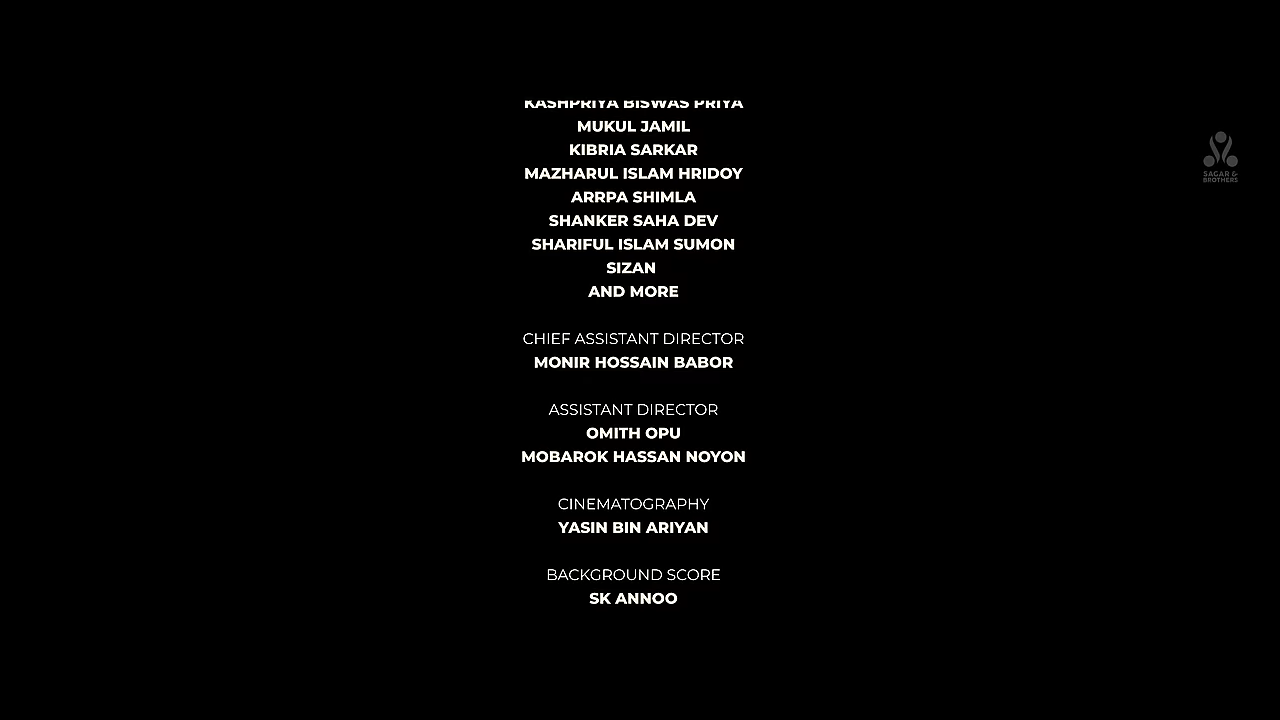 KASHPRIYA BISWAS PRIYA
MUKUL JAMIL
KIBRIA SARKAR
MAZHARUL ISLAM HRIDOY
ARRPA SHIMLA
SHANKER SAHA DEV
SHARIFUL ISLAM SUMON
SIZAN
AND MORE
CHIEF ASSISTANT DIRECTOR
MONIR HOSSAIN BABOR
ASSISTANT DIRECTOR
OMITH OPU
MOBAROK HASSAN NOYON
CINEMATOGRAPHY
YASIN BIN ARIYAN
BACKGROUND SCORE
SK ANNOO
SAGAR &
BROTHERS